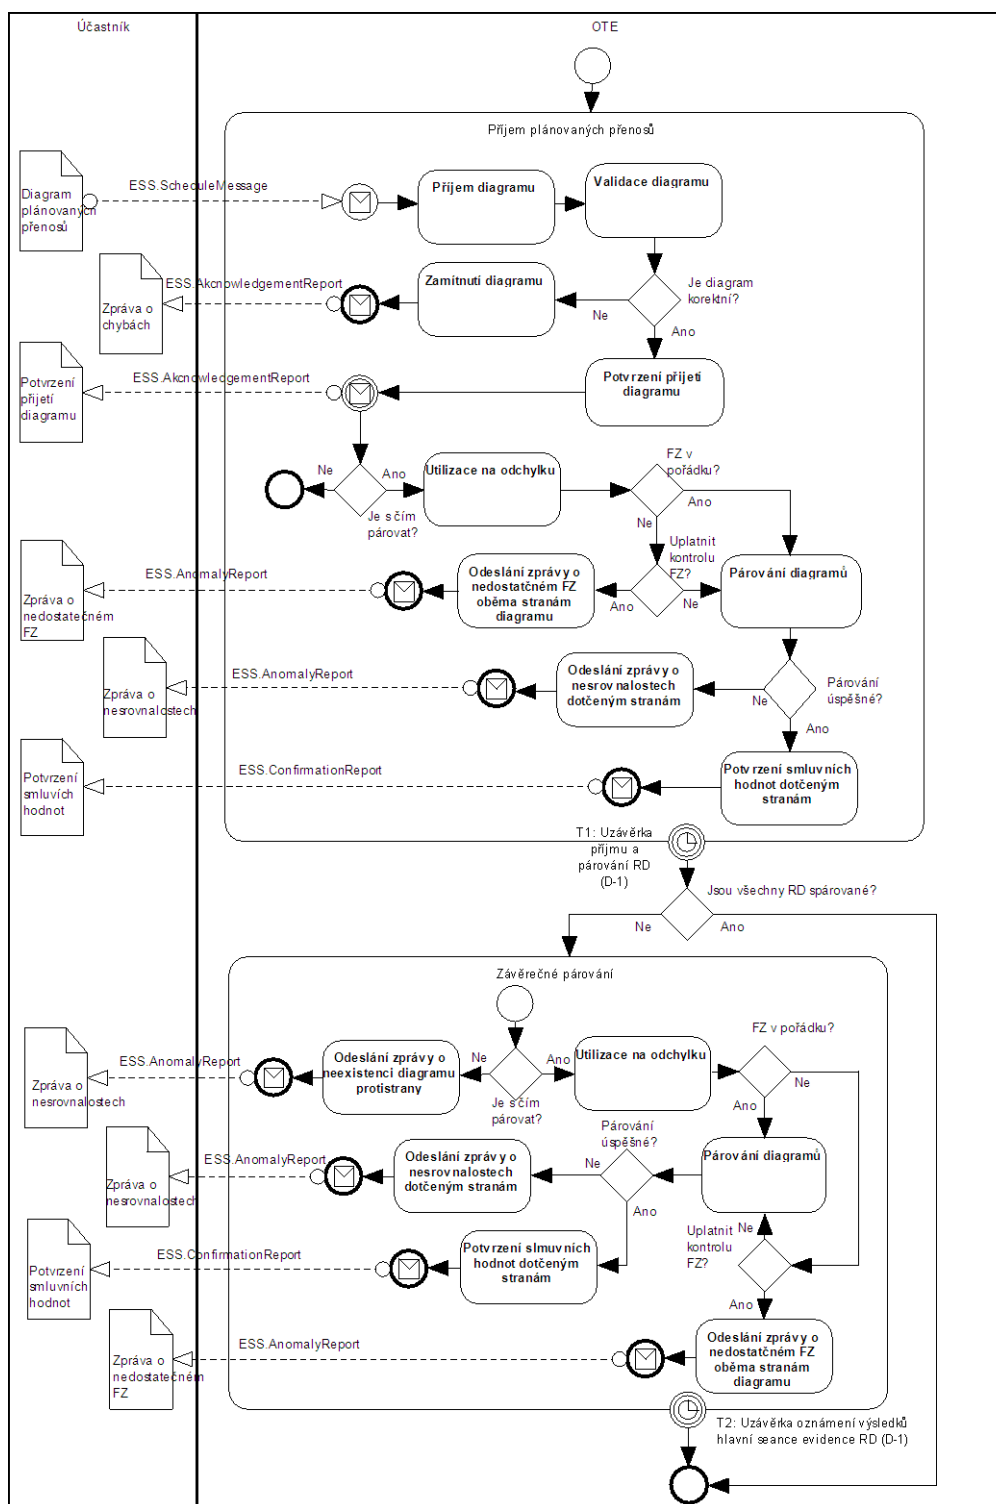 Účastník
OTE
Příjem plánovaných přenosů
Diagram
plánovaných
přenosů
ESS.ScheduleMessage
Příjem diagramu
Validace diagramu
Zpráva o
chybách
ESS.AkcnowledgementReport
Zamítnutí diagramu
Ne
Je diagram
korektní?
Ano
Potvrzení
přijetí
diagramu
ESS.AkcnowledgementReport
Potvrzení přijetí
diagramu
Ne
Ano
Je s čím
párovat?
Utilizace na odchylku
FZ v
pořádku?
Ano
Ne
Uplatnit
kontrolu
FZ?
Zpráva o
nedostatečném
FZ
ESS.AnomalyReport
Odeslání zprávy o
nedostatčném FZ
oběma stranám
diagramu
Ano
Ne
Párování diagramů
Zpráva o
nesrovnalostech
ESS.AnomalyReport
Odeslání zprávy o
nesrovnalostech
dotčeným stranám
Ne
Párování
úspěšné?
Ano
Potvrzení
smluvích
hodnot
ESS.ConfirmationReport
Potvrzení smluvních
hodnot dotčeným
stranám
T1: Uzávěrka
příjmu a
párování RD
(D-1)
Jsou všechny RD spárované?
Ne
Ano
Závěrečné párování
Zpráva o
nesrovnalostech
ESS.AnomalyReport
Odeslání zprávy o
neexistenci diagramu
protistrany
Ne
Ano
Je s čím
párovat?
Utilizace na odchylku
FZ v pořádku?
Ne
Ano
Zpráva o
nesrovnalostech
ESS.AnomalyReport
Odeslání zprávy o
nesrovnalostech
dotčeným stranám
Párování
úspěšné?
Ne
Ano
Párování diagramů
Potvrzení
smluvních
hodnot
ESS.ConfirmationReport
Potvrzení slmuvních
hodnot dotčeným
stranám
Uplatnit
kontrolu
FZ?
Ne
Ano
Zpráva o
nedostatečném
FZ
ESS.AnomalyReport
Odeslání zprávy o
nedostatčném FZ
oběma stranám
diagramu
T2: Uzávěrka oznámení výsledků
hlavní seance evidence RD (D-1)